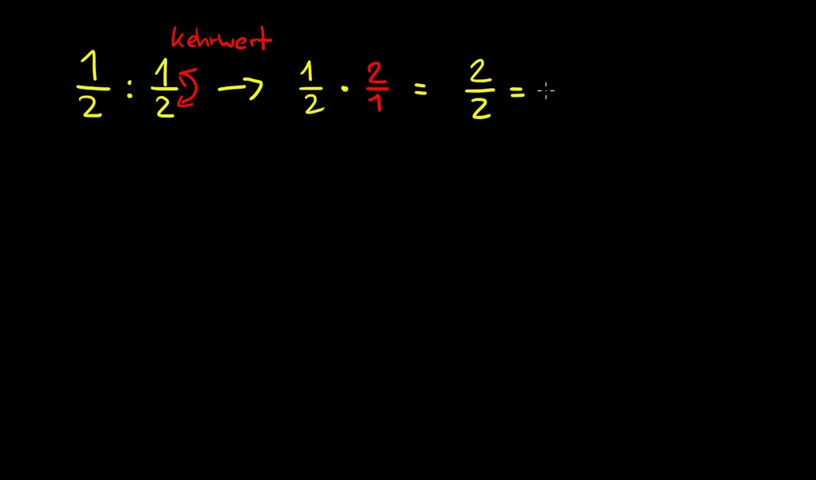 Kehrwert
1/2 : 1/2 → 1/2 · 2/1 = 2/2 =